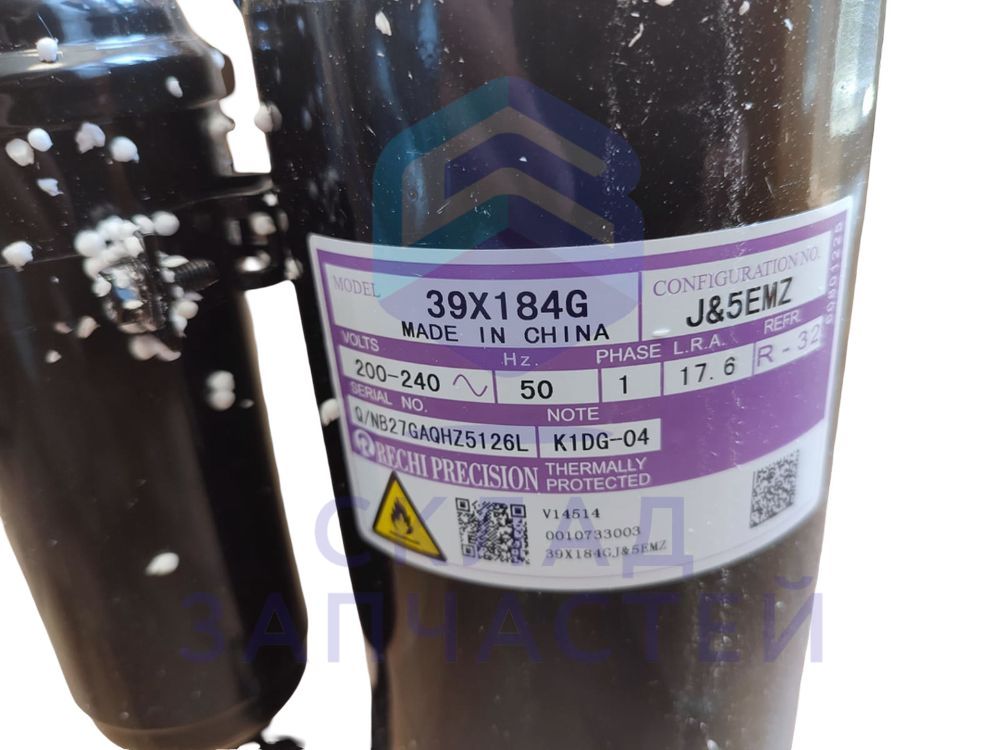 MODEL
39X184G
MADE IN CHINA
CONFIGURATION NO.
J&5EMZ
VOLTS
200-240
Hz.
50
PHASE
1
L.R.A.
17.6
REFR.
R-32
SERIAL NO.
Q/NB27GAQHZ5126L
NOTE
K1DG-04
RECHI PRECISION
THERMALLY
PROTECTED
V14514
0010733003
39X184GJ&5EMZ
СКЛАД
ЗАПЧАСТЕЙ